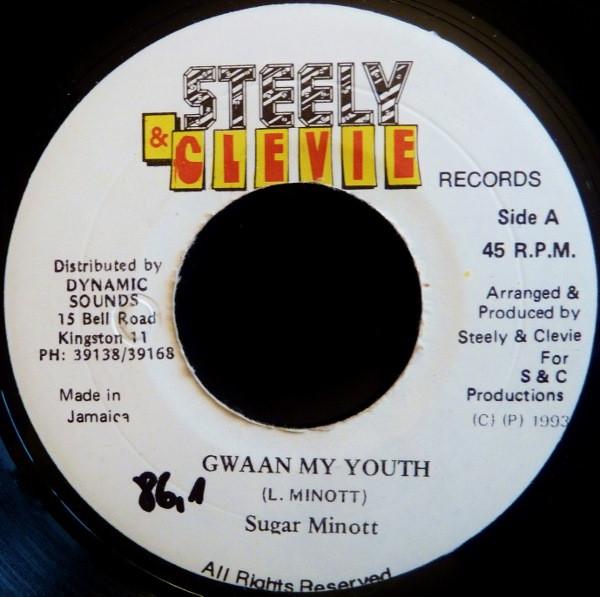 STEELY
& CLEVIE
RECORDS
Side A
45 R.P.M.
Distributed by
DYNAMIC
SOUNDS
15 Bell Road
Kingston 11
PH: 39138/39168
Made in
Jamaica
Arranged &
Produced by
Steely & Clevie
For
S & C
Productions
(C) (P) 1993
86,1
GWAAN MY YOUTH
(L. MINOTT)
Sugar Minott
All Rights Reserved